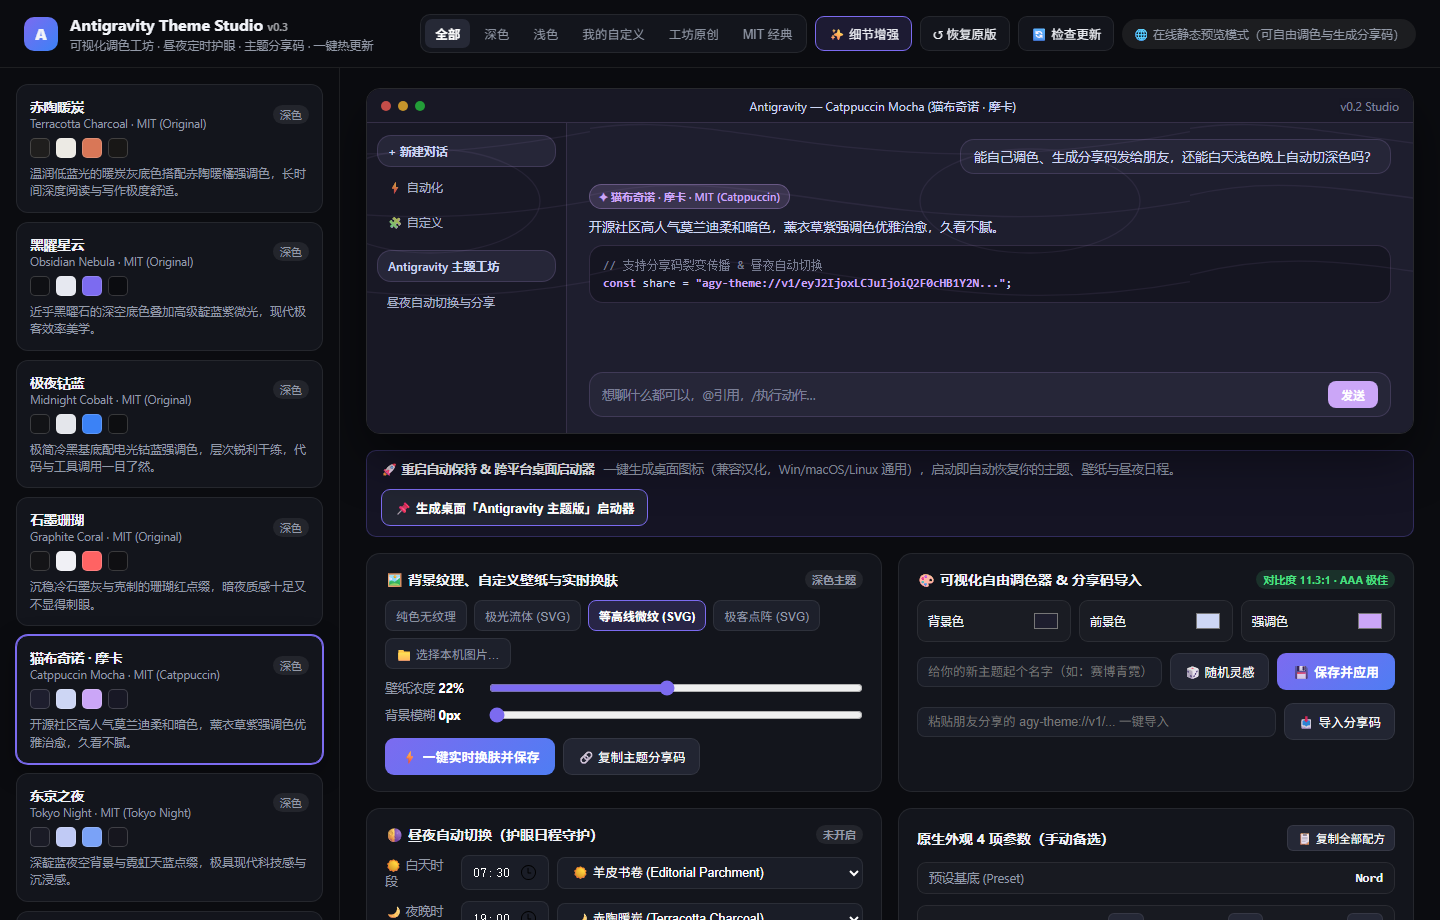 A
Antigravity Theme Studio v0.3
可视化调色工坊 · 昼夜定时护眼 · 主题分享码 · 一键热更新
全部
深色
浅色
我的自定义
工坊原创
MIT 经典
✨ 细节增强
↺ 恢复原版
🔄 检查更新
🌐 在线静态预览模式（可自由调色与生成分享码）
赤陶暖炭
Terracotta Charcoal · MIT (Original)
深色
温润低蓝光的暖炭灰底色搭配赤陶暖橘强调色，长时
间深度阅读与写作极度舒适。
黑曜星云
Obsidian Nebula · MIT (Original)
深色
近乎黑曜石的深空底色叠加高级靛蓝紫微光，现代极
客效率美学。
极夜钴蓝
Midnight Cobalt · MIT (Original)
深色
极简冷黑基底配电光钴蓝强调色，层次锐利干练，代
码与工具调用一目了然。
石墨珊瑚
Graphite Coral · MIT (Original)
深色
沉稳冷石墨灰与克制的珊瑚红点缀，暗夜质感十足又
不显得刺眼。
猫布奇诺 · 摩卡
Catppuccin Mocha · MIT (Catppuccin)
深色
开源社区高人气莫兰迪柔和暗色，薰衣草紫强调色优
雅治愈，久看不腻。
东京之夜
Tokyo Night · MIT (Tokyo Night)
深色
深靛蓝夜空背景与霓虹天蓝点缀，极具现代科技感与
沉浸感。
Antigravity — Catppuccin Mocha (猫布奇诺 · 摩卡)
v0.2 Studio
+ 新建对话
⚡ 自动化
🧩 自定义
Antigravity 主题工坊
昼夜自动切换与分享
能自己调色、生成分享码发给朋友，还能白天浅色晚上自动切深色吗？
✦ 猫布奇诺 · 摩卡 · MIT (Catppuccin)
开源社区高人气莫兰迪柔和暗色，薰衣草紫强调色优雅治愈，久看不腻。
// 支持分享码裂变传播 & 昼夜自动切换
const share = "agy-theme://v1/eyJ2IjoxLCJuIjoiQ2F0cHB1Y2N...";
想聊什么都可以，@引用，/执行动作...
发送
🚀 重启自动保持 & 跨平台桌面启动器 一键生成桌面图标（兼容汉化，Win/macOS/Linux 通用），启动即自动恢复你的主题、壁纸与昼夜日程。
📌 生成桌面「Antigravity 主题版」启动器
🖼️ 背景纹理、自定义壁纸与实时换肤
深色主题
纯色无纹理
极光流体 (SVG)
等高线微纹 (SVG)
极客点阵 (SVG)
📁 选择本机图片...
壁纸浓度 22%
背景模糊 0px
⚡ 一键实时换肤并保存
🔗 复制主题分享码
🎨 可视化自由调色器 & 分享码导入
对比度 11.3:1 · AAA 极佳
背景色
前景色
强调色
给你的新主题起个名字（如：赛博青霓）
🎲 随机灵感
💾 保存并应用
粘贴朋友分享的 agy-theme://v1/... 一键导入
📥 导入分享码
🌗 昼夜自动切换（护眼日程守护）
未开启
☀️ 白天时
段
07:30
☀️ 羊皮书卷 (Editorial Parchment)
🌙 夜晚时
19:00
🌙 赤陶暖炭 (Terracotta Charcoal)
原生外观 4 项参数（手动备选）
📋 复制全部配方
预设基底 (Preset)
Nord